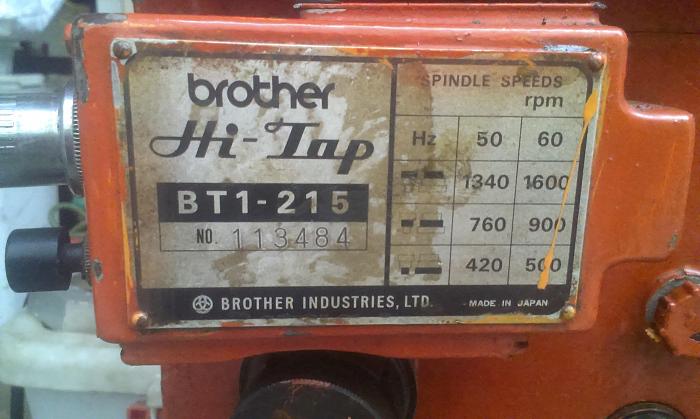 brother
Hi-Tap
BT1-215
NO. 113484
SPINDLE SPEEDS
rpm
Hz 50 60
1340 1600
760 900
420 500
BROTHER INDUSTRIES, LTD. MADE IN JAPAN